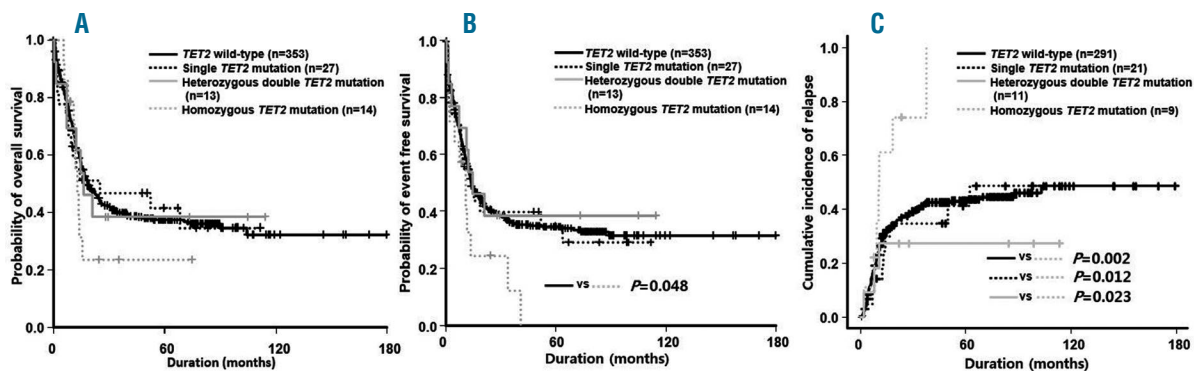 A
Probability of overall survival
1.0
0.8
0.6
0.4
0.2
0.0
TET2 wild-type (n=353)
Single TET2 mutation (n=27)
Heterozygous double TET2 mutation
(n=13)
Homozygous TET2 mutation (n=14)
0
60
120
180
Duration (months)
B
Probability of event free survival
1.0
0.8
0.6
0.4
0.2
0.0
TET2 wild-type (n=353)
Single TET2 mutation (n=27)
Heterozygous double TET2 mutation
(n=13)
Homozygous TET2 mutation (n=14)
vs P=0.048
0
60
120
180
Duration (months)
C
Cumulative incidence of relapse
1.0
0.8
0.6
0.4
0.2
0.0
TET2 wild-type (n=291)
Single TET2 mutation (n=21)
Heterozygous double TET2 mutation
(n=11)
Homozygous TET2 mutation (n=9)
vs P=0.002
vs P=0.012
vs P=0.023
0
60
120
180
Duration (months)